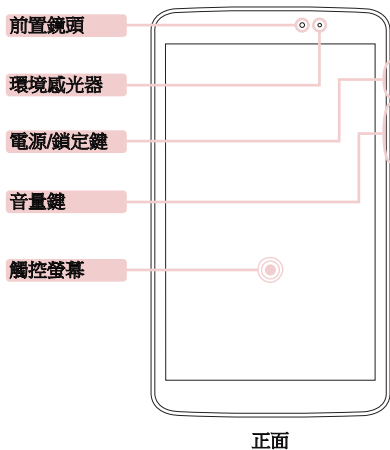 前置鏡頭
環境感光器
電源/鎖定鍵
音量鍵
觸控螢幕
正面